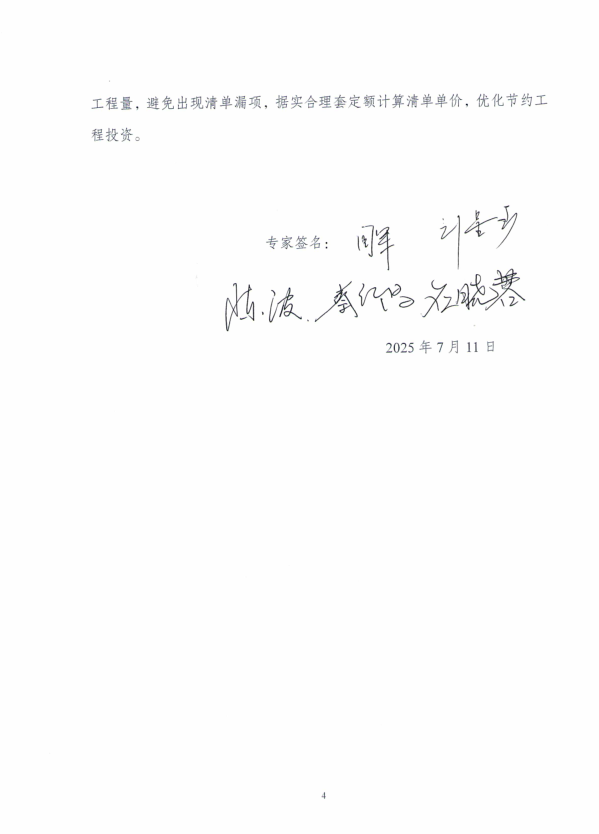 工程量，避免出现清单漏项，据实合理套定额计算清单单价，优化节约工
程投资。
专家签名：
陈波
2025 年 7 月 11 日
4